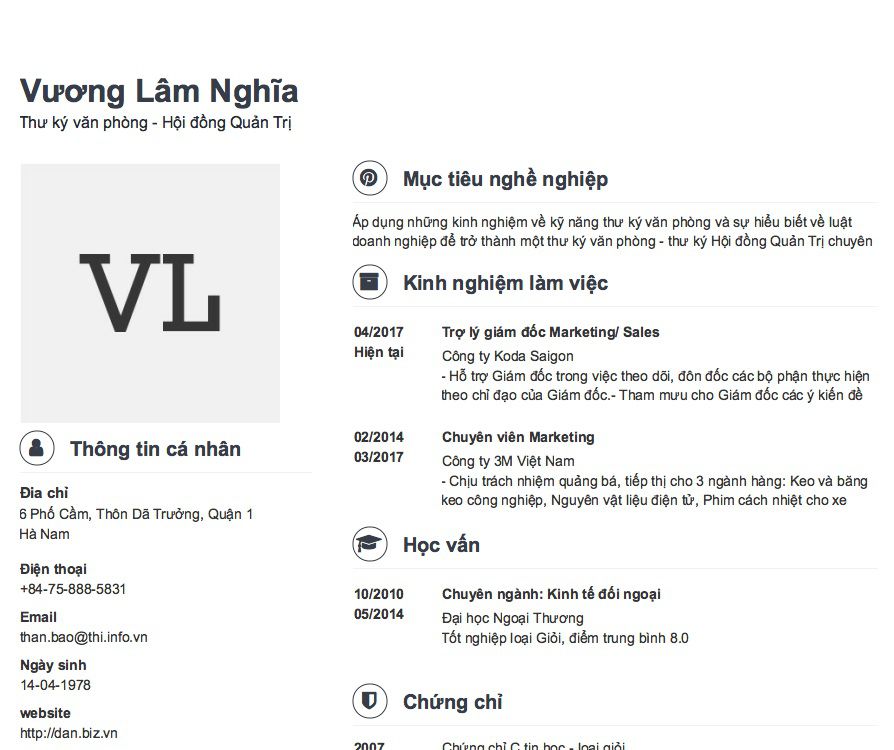 Vương Lâm Nghĩa
Thư ký văn phòng - Hội đồng Quản Trị
VL
Thông tin cá nhân
Đia chỉ
6 Phố Cầm, Thôn Dã Trưởng, Quận 1
Hà Nam
Điện thoại
+84-75-888-5831
Email
than.bao@thi.info.vn
Ngày sinh
14-04-1978
website
http://dan.biz.vn
Mục tiêu nghề nghiệp
Áp dụng những kinh nghiệm về kỹ năng thư ký văn phòng và sự hiểu biết về luật
doanh nghiệp để trở thành một thư ký văn phòng - thư ký Hội đồng Quản Trị chuyên
Kinh nghiệm làm việc
04/2017 Trợ lý giám đốc Marketing/ Sales
Hiện tại Công ty Koda Saigon
- Hỗ trợ Giám đốc trong việc theo dõi, đôn đốc các bộ phận thực hiện
theo chỉ đạo của Giám đốc.- Tham mưu cho Giám đốc các ý kiến đề
02/2014 Chuyên viên Marketing
03/2017 Công ty 3M Việt Nam
- Chịu trách nhiệm quảng bá, tiếp thị cho 3 ngành hàng: Keo và băng
keo công nghiệp, Nguyên vật liệu điện tử, Phim cách nhiệt cho xe
Học vấn
10/2010 Chuyên ngành: Kinh tế đối ngoại
05/2014 Đại học Ngoại Thương
Tốt nghiệp loại Giỏi, điểm trung bình 8.0
Chứng chỉ
2007 Chứng chỉ C tin học - loại giỏi